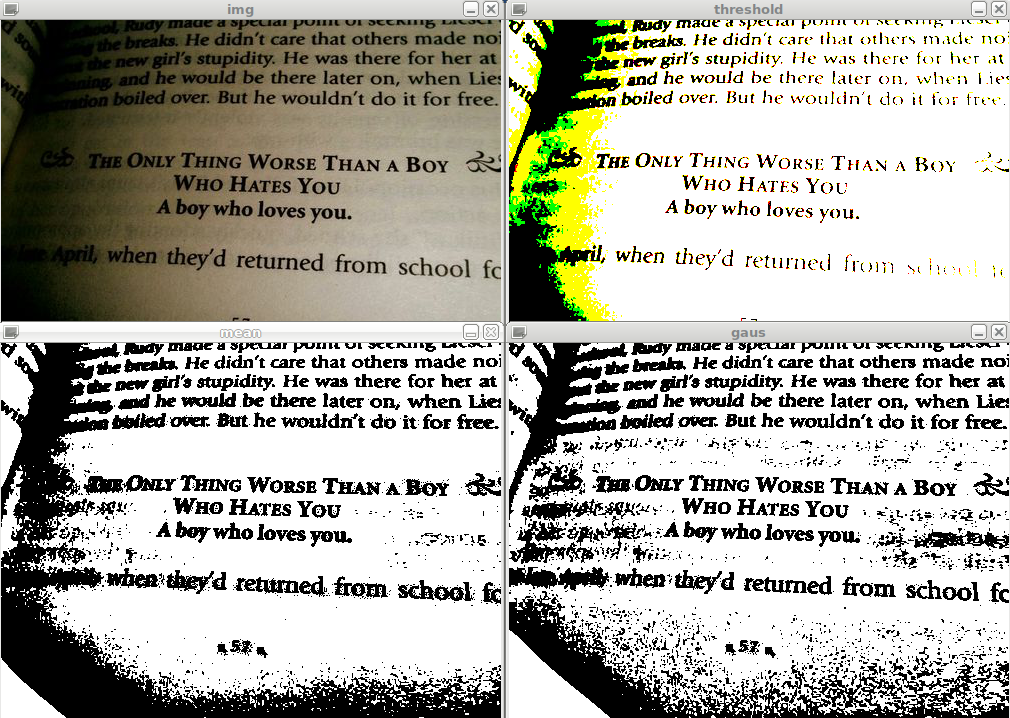 img
Rudy made a special point of seeking Liesel
the breaks. He didn't care that others made noi
the new girl's stupidity. He was there for her at
and he would be there later on, when Lies
boiled over. But he wouldn't do it for free.
THE ONLY THING WORSE THAN A BOY
WHO HATES YOU
A boy who loves you.
April, when they'd returned from school fo
threshold
Rudy made a special point of seeking Liesel
the breaks. He didn't care that others made noi
the new girl's stupidity. He was there for her at
and he would be there later on, when Lies
boiled over. But he wouldn't do it for free.
THE ONLY THING WORSE THAN A BOY
WHO HATES YOU
A boy who loves you.
April, when they'd returned from school fo
mean
Rudy made a special point of seeking Liesel
the breaks. He didn't care that others made noi
the new girl's stupidity. He was there for her at
and he would be there later on, when Lies
boiled over. But he wouldn't do it for free.
THE ONLY THING WORSE THAN A BOY
WHO HATES YOU
A boy who loves you.
when they'd returned from school fo
57
gaus
Rudy made a special point of seeking Liesel
the breaks. He didn't care that others made noi
the new girl's stupidity. He was there for her at
and he would be there later on, when Lies
boiled over. But he wouldn't do it for free.
THE ONLY THING WORSE THAN A BOY
WHO HATES YOU
A boy who loves you.
when they'd returned from school fo
57